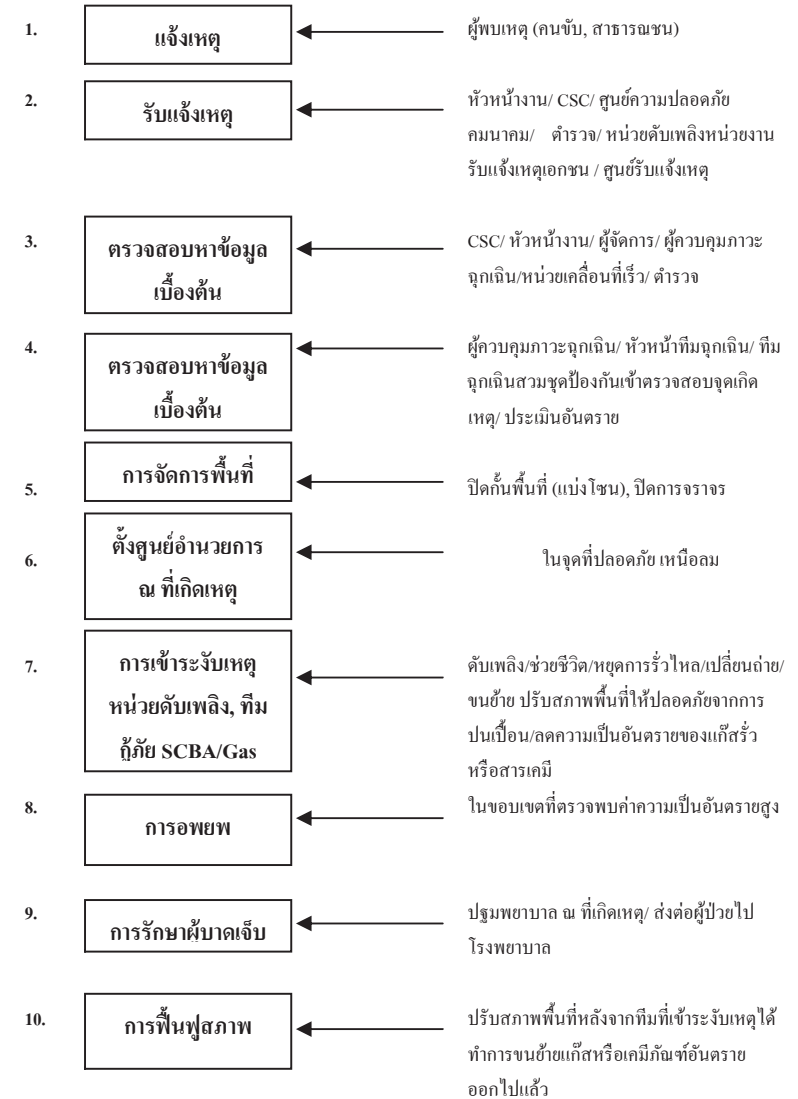 1. แจ้งเหตุ ผู้พบเหตุ (คนขับ, สาธารณชน)
2. รับแจ้งเหตุ หัวหน้างาน/ CSC/ ศูนย์ความปลอดภัย
คมนาคม/ ตำรวจ/ หน่วยดับเพลิงหน่วยงาน
รับแจ้งเหตุเอกชน / ศูนย์รับแจ้งเหตุ
3. ตรวจสอบหาข้อมูล
เบื้องต้น
CSC/ หัวหน้างาน/ ผู้จัดการ/ ผู้ควบคุมภาวะ
ฉุกเฉิน/หน่วยเคลื่อนที่เร็ว/ ตำรวจ
4. ตรวจสอบหาข้อมูล
เบื้องต้น
ผู้ควบคุมภาวะฉุกเฉิน/ หัวหน้าทีมฉุกเฉิน/ ทีม
ฉุกเฉินสวมชุดป้องกันเข้าตรวจสอบจุดเกิด
เหตุ/ ประเมินอันตราย
5. การจัดการพื้นที่ ปิดกั้นพื้นที่ (แบ่งโซน), ปิดการจราจร
6. ตั้งศูนย์อำนวยการ
ณ ที่เกิดเหตุ
ในจุดที่ปลอดภัย เหนือลม
7. การเข้าระงับเหตุ
หน่วยดับเพลิง, ทีม
กู้ภัย SCBA/Gas
ดับเพลิง/ช่วยชีวิต/หยุดการรั่วไหล/เปลี่ยนถ่าย/
ขนย้าย ปรับสภาพพื้นที่ให้ปลอดภัยจากการ
ปนเปื้อน/ลดความเป็นอันตรายของแก๊สรั่ว
หรือสารเคมี
8. การอพยพ ในขอบเขตที่ตรวจพบค่าความเป็นอันตรายสูง
9. การรักษาผู้บาดเจ็บ ปฐมพยาบาล ณ ที่เกิดเหตุ/ ส่งต่อผู้ป่วยไป
โรงพยาบาล
10. การฟื้นฟูสภาพ ปรับสภาพพื้นที่หลังจากทีมที่เข้าระงับเหตุได้
ทำการขนย้ายแก๊สหรือเคมีภัณฑ์อันตราย
ออกไปแล้ว